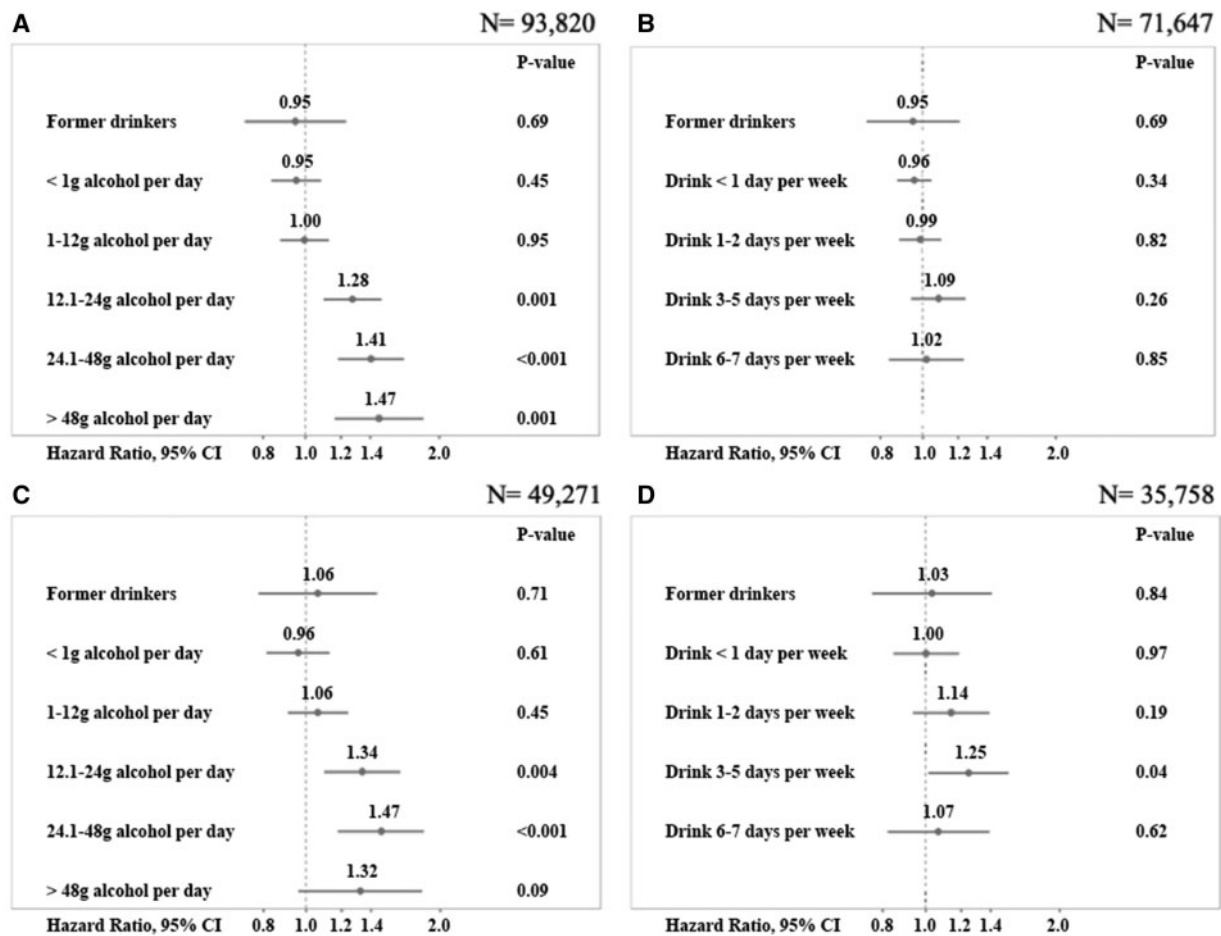 A N= 93,820
P-value
0.95
Former drinkers 0.69
0.95
< 1g alcohol per day 0.45
1.00
1-12g alcohol per day 0.95
1.28
12.1-24g alcohol per day 0.001
1.41
24.1-48g alcohol per day <0.001
1.47
> 48g alcohol per day 0.001
Hazard Ratio, 95% CI 0.8 1.0 1.2 1.4 2.0
B N= 71,647
P-value
0.95
Former drinkers 0.69
0.96
Drink < 1 day per week 0.34
0.99
Drink 1-2 days per week 0.82
1.09
Drink 3-5 days per week 0.26
1.02
Drink 6-7 days per week 0.85
Hazard Ratio, 95% CI 0.8 1.0 1.2 1.4 2.0
C N= 49,271
P-value
1.06
Former drinkers 0.71
0.96
< 1g alcohol per day 0.61
1.06
1-12g alcohol per day 0.45
1.34
12.1-24g alcohol per day 0.004
1.47
24.1-48g alcohol per day <0.001
1.32
> 48g alcohol per day 0.09
Hazard Ratio, 95% CI 0.8 1.0 1.2 1.4 2.0
D N= 35,758
P-value
1.03
Former drinkers 0.84
1.00
Drink < 1 day per week 0.97
1.14
Drink 1-2 days per week 0.19
1.25
Drink 3-5 days per week 0.04
1.07
Drink 6-7 days per week 0.62
Hazard Ratio, 95% CI 0.8 1.0 1.2 1.4 2.0